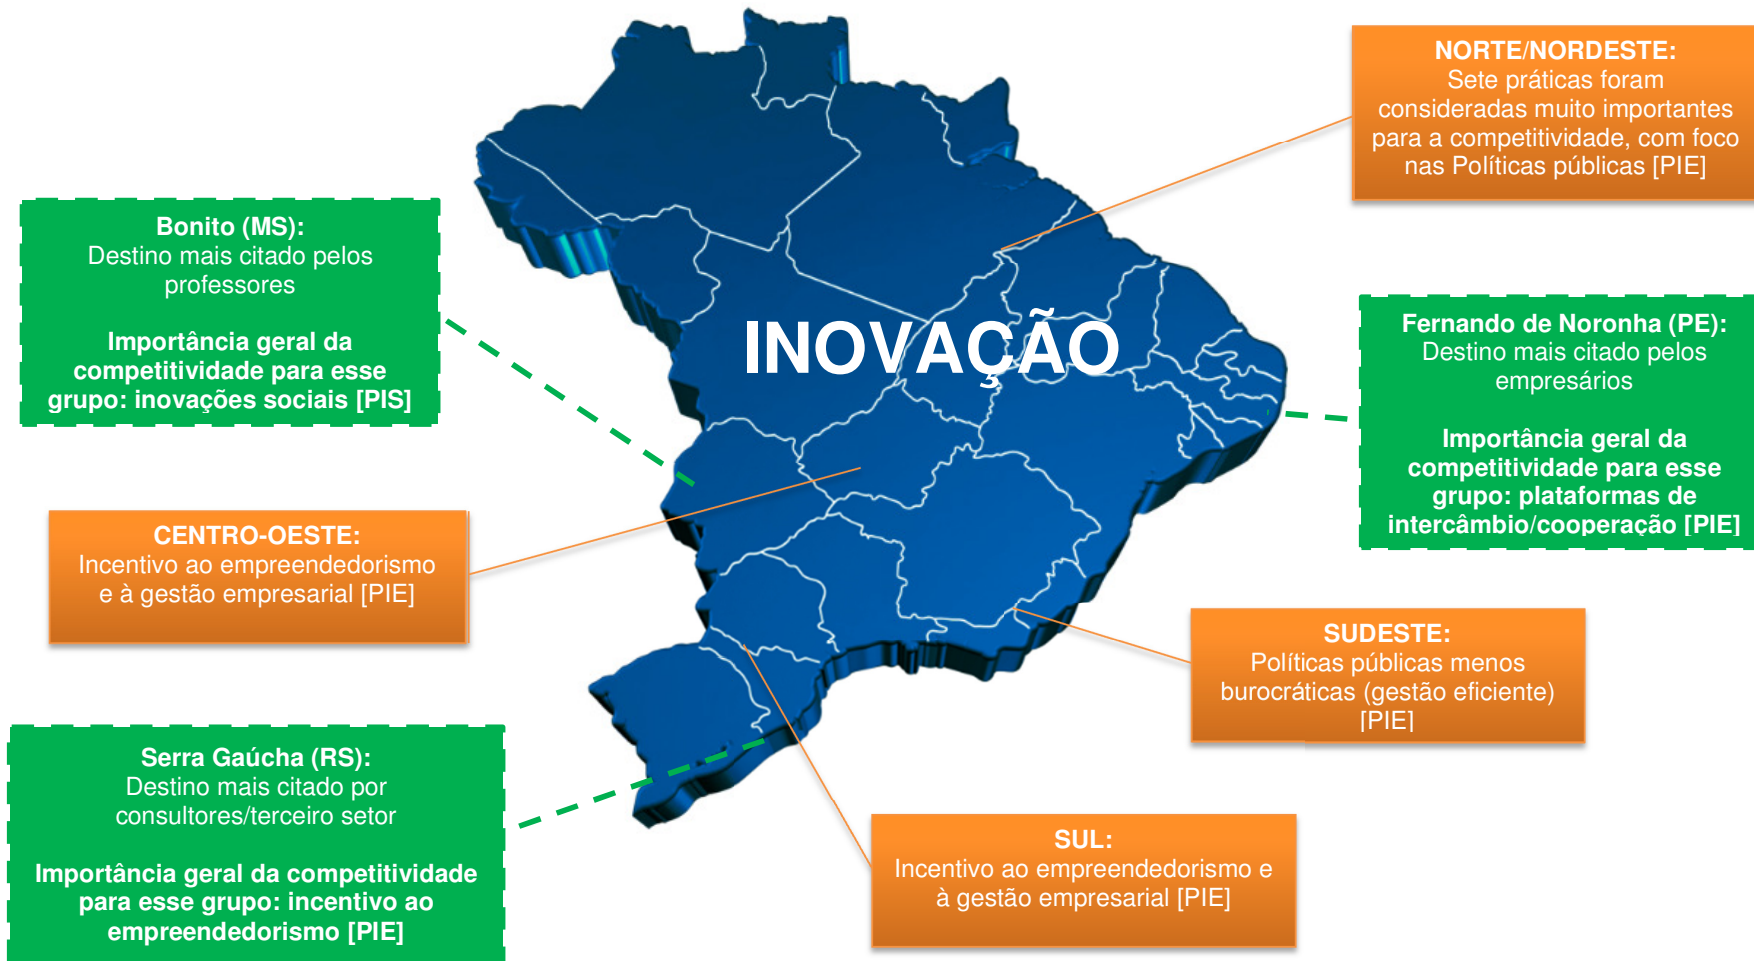 NORTE/NORDESTE:
Sete práticas foram
consideradas muito importantes
para a competitividade, com foco
nas Políticas públicas [PIE]
Bonito (MS):
Destino mais citado pelos
professores
Importância geral da
competitividade para esse
grupo: inovações sociais [PIS]
INOVAÇÃO
Fernando de Noronha (PE):
Destino mais citado pelos
empresários
Importância geral da
competitividade para esse
grupo: plataformas de
intercâmbio/cooperação [PIE]
CENTRO-OESTE:
Incentivo ao empreendedorismo
e à gestão empresarial [PIE]
SUDESTE:
Políticas públicas menos
burocráticas (gestão eficiente)
[PIE]
Serra Gaúcha (RS):
Destino mais citado por
consultores/terceiro setor
Importância geral da competitividade
para esse grupo: incentivo ao
empreendedorismo [PIE]
SUL:
Incentivo ao empreendedorismo e
à gestão empresarial [PIE]